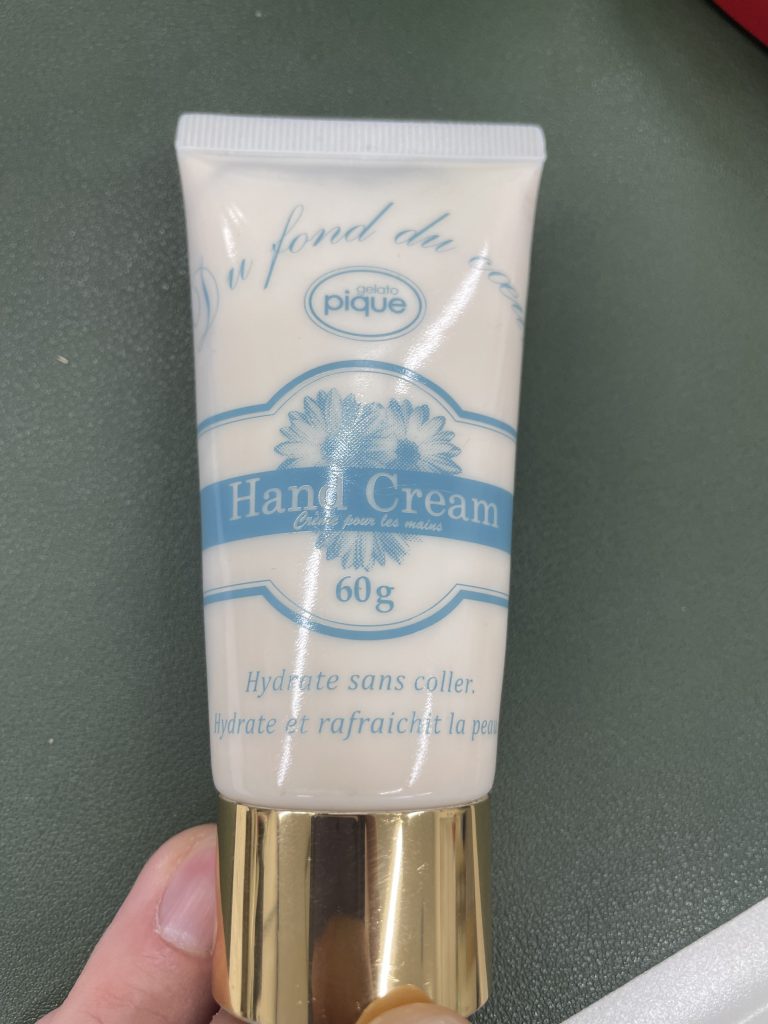 Du fond du
gelato
pique
Hand Cream
Crème pour les mains
60g
Hydrate sans coller.
Hydrate et rafraichit la peau